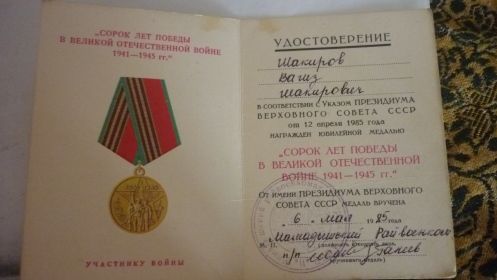 „СОРОК ЛЕТ ПОБЕДЫ
В ВЕЛИКОЙ ОТЕЧЕСТВЕННОЙ ВОЙНЕ
1941—1945 гг."
УЧАСТНИКУ ВОЙНЫ
УДОСТОВЕРЕНИЕ
Шакиров
Вагиз
Шакирович
В СООТВЕТСТВИИ С УКАЗОМ ПРЕЗИДИУМА
ВЕРХОВНОГО СОВЕТА СССР
от 12 апреля 1985 года
НАГРАЖДЕН ЮБИЛЕЙНОЙ МЕДАЛЬЮ
„СОРОК ЛЕТ ПОБЕДЫ
В ВЕЛИКОЙ ОТЕЧЕСТВЕННОЙ
ВОЙНЕ 1941—1945 гг."
ОТ ИМЕНИ ПРЕЗИДИУМА ВЕРХОВНОГО
СОВЕТА СССР МЕДАЛЬ ВРУЧЕНА
6 мая 1985 года
Мамадышский Райвоенком
М. П.
п/п